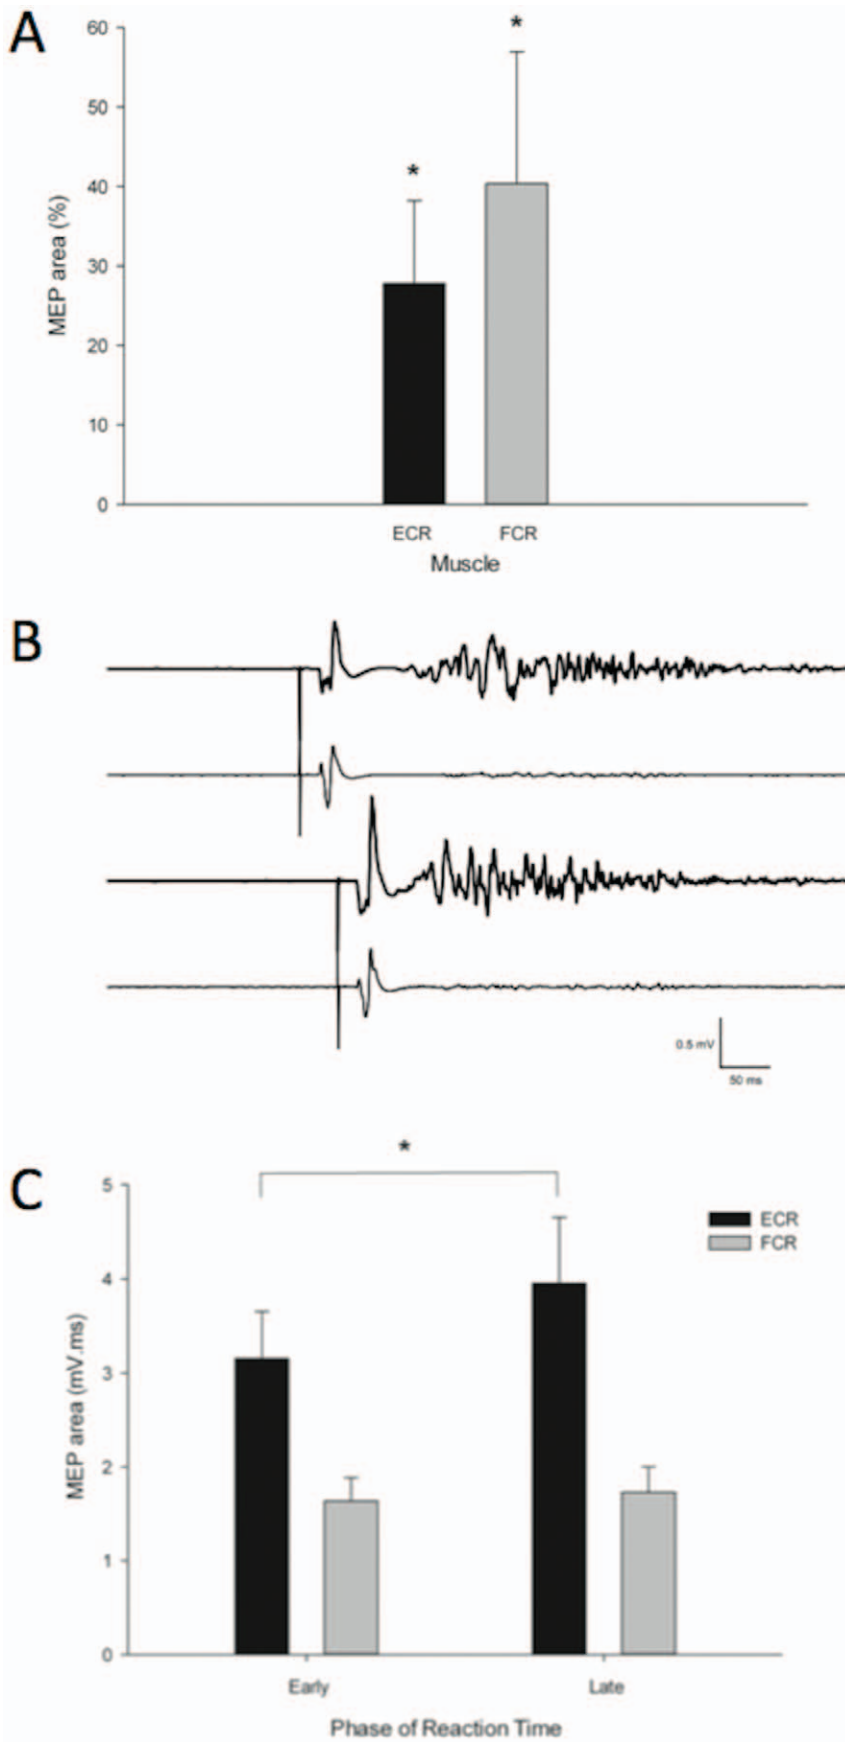 A
*
60
50
*
40
30
20
10
0
MEP area (%)
ECR FCR
Muscle
B
0.5 mV
50 ms
C
*
5
4
3
2
1
0
MEP area (mV.ms)
ECR
FCR
Early Late
Phase of Reaction Time